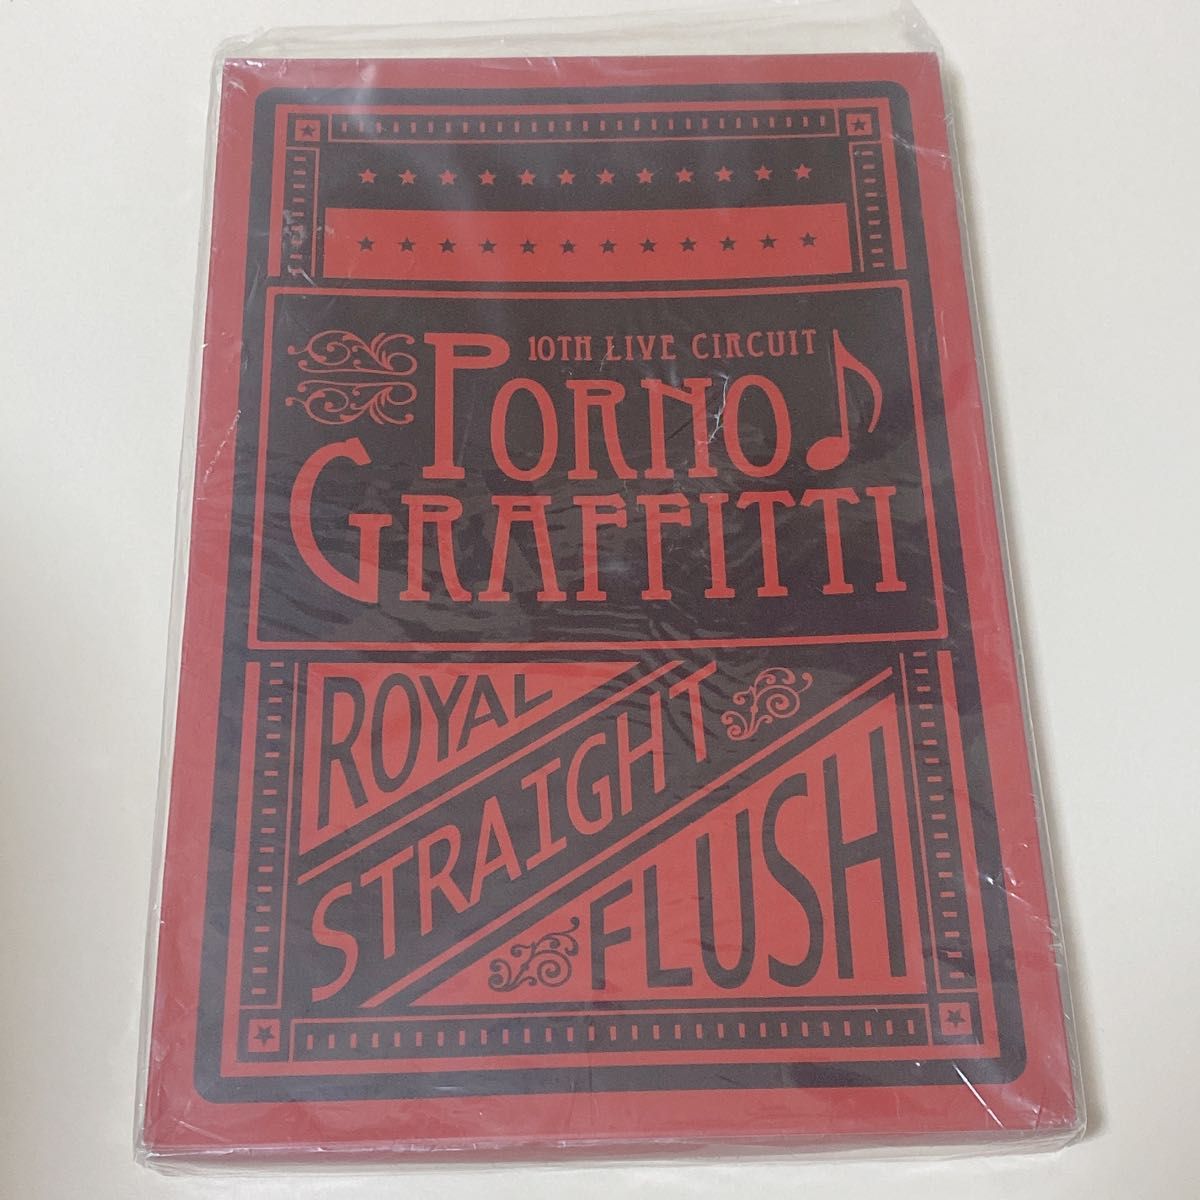 10TH LIVE CIRCUIT
PORNO
GRAFFITTI
ROYAL
STRAIGHT
FLUSH